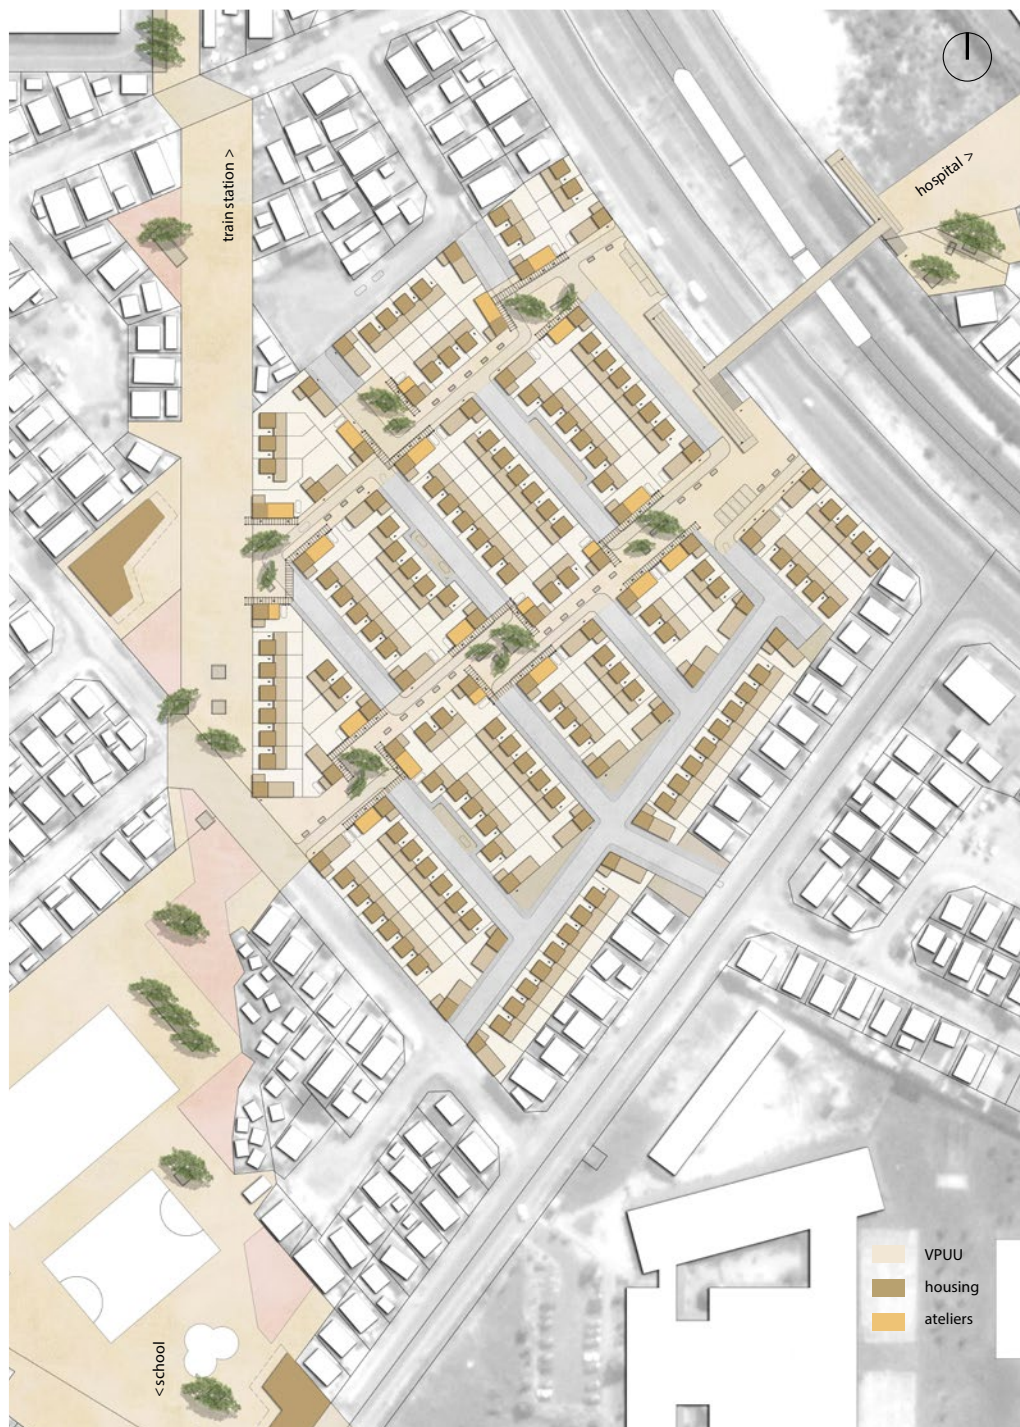 train station >
hospital >
VPUU
housing
ateliers
< school